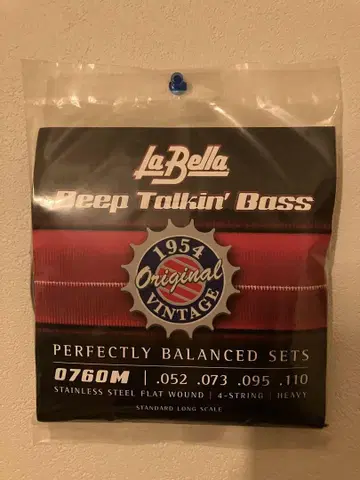 La Bella
Deep Talkin' Bass
1954
Original
VINTAGE
PERFECTLY BALANCED SETS
0760M | .052 .073 .095 .110
STAINLESS STEEL FLAT WOUND | 4-STRING | HEAVY
STANDARD LONG SCALE